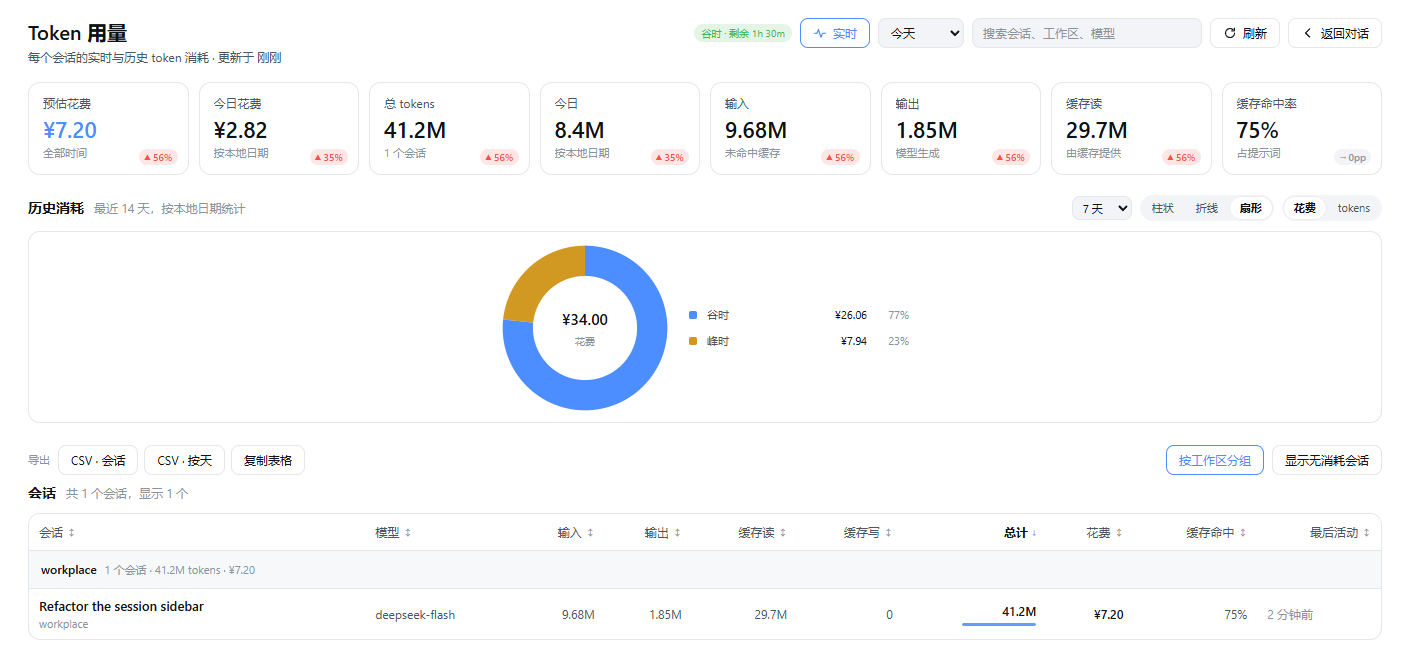 Token 用量
谷时 · 剩余 1h 30m
实时
今天
搜索会话、工作区、模型
刷新
返回对话
每个会话的实时与历史 token 消耗 · 更新于 刚刚
预估花费
¥7.20
全部时间
▲ 56%
今日花费
¥2.82
按本地日期
▲ 35%
总 tokens
41.2M
1 个会话
▲ 56%
今日
8.4M
按本地日期
▲ 35%
输入
9.68M
未命中缓存
▲ 56%
输出
1.85M
模型生成
▲ 56%
缓存读
29.7M
由缓存提供
▲ 56%
缓存命中率
75%
占提示词
→ 0pp
历史消耗 最近 14 天，按本地日期统计
7 天
柱状 折线 扇形
花费 tokens
¥34.00
花费
谷时 ¥26.06 77%
峰时 ¥7.94 23%
导出 CSV · 会话 CSV · 按天 复制表格
按工作区分组 显示无消耗会话
会话 共 1 个会话，显示 1 个
会话 ↕ 模型 ↕ 输入 ↕ 输出 ↕ 缓存读 ↕ 缓存写 ↕ 总计 ↓ 花费 ↕ 缓存命中 ↕ 最后活动 ↕
workplace 1 个会话 · 41.2M tokens · ¥7.20
Refactor the session sidebar
workplace
deepseek-flash 9.68M 1.85M 29.7M 0 41.2M ¥7.20 75% 2 分钟前